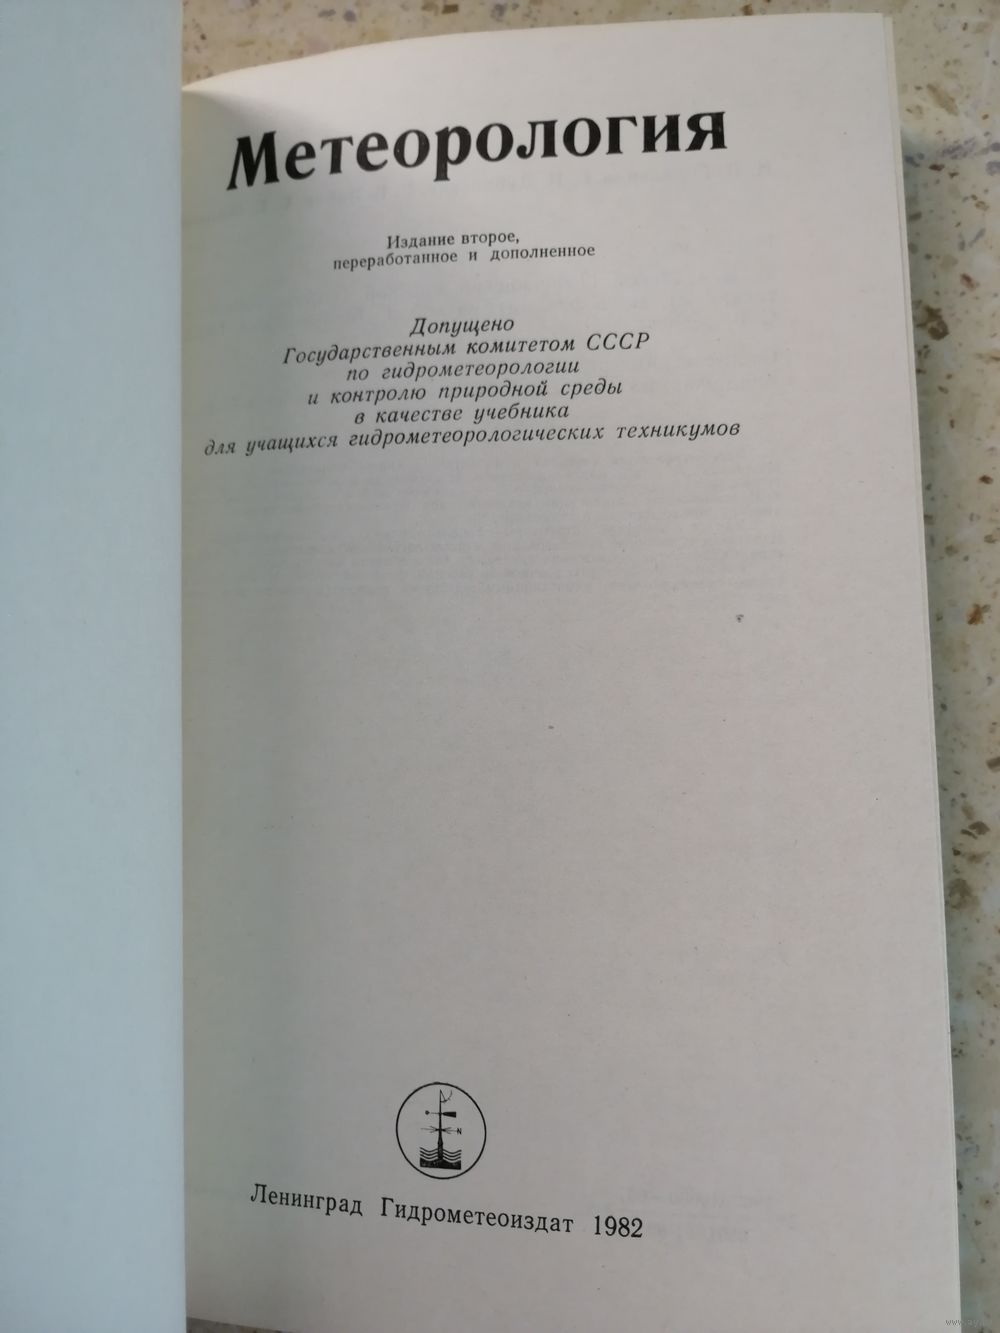 Метеорология
Издание второе,
переработанное и дополненное
Допущено
Государственным комитетом СССР
по гидрометеорологии
и контролю природной среды
в качестве учебника
для учащихся гидрометеорологических техникумов
N
Ленинград Гидрометеоиздат 1982